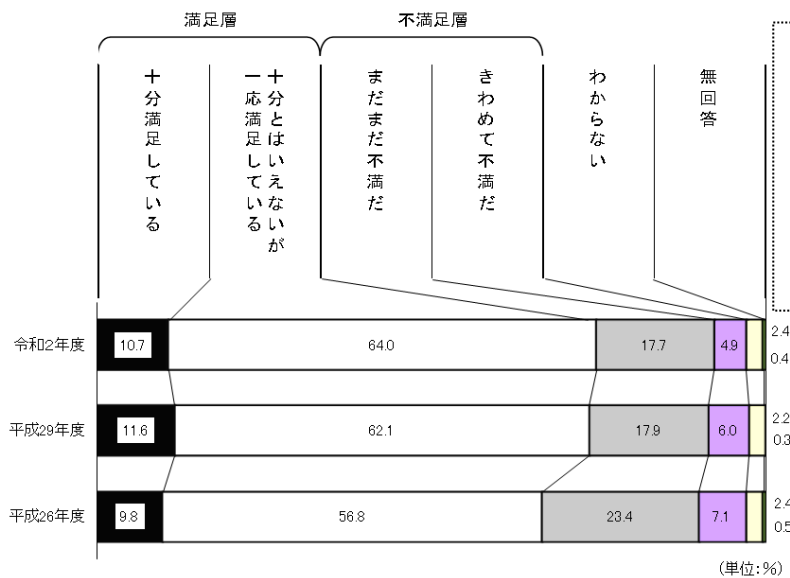 満足層
不満足層
十分満足している
十分とはいえないが
一応満足している
まだまだ不満だ
きわめて不満だ
わからない
無回答
令和2年度
10.7
64.0
17.7
4.9
2.4
0.4
平成29年度
11.6
62.1
17.9
6.0
2.2
0.3
平成26年度
9.8
56.8
23.4
7.1
2.4
0.5
(単位:%)